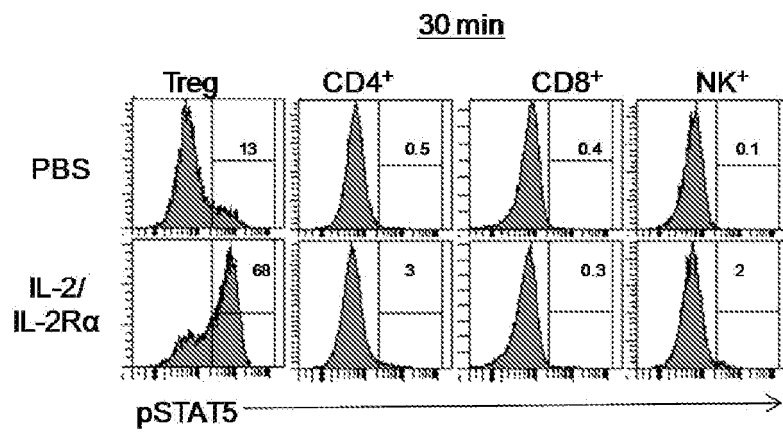 30 min
Treg CD4+ CD8+ NK+
PBS 13 0.5 0.4 0.1
IL-2/
IL-2Rα 68 3 0.3 2
pSTAT5